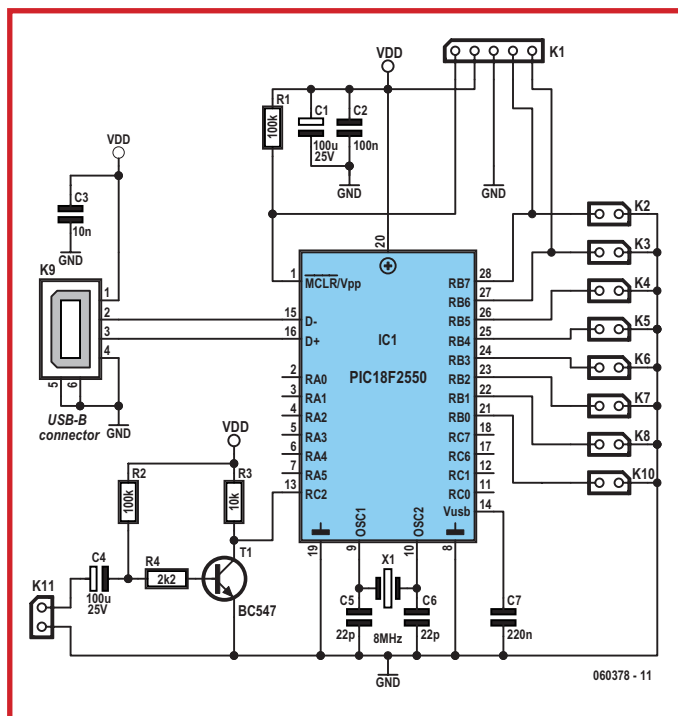 VDD
K1
R1
100k
C1
100u
25V
C2
100n
GND
GND
VDD
C3
10n
GND
K9
1
2
3
4
5
6
USB-B
connector
GND
20
1
MCLR/Vpp
15
D-
16
D+
2
RA0
3
RA1
4
RA2
5
RA3
6
RA4
7
RA5
13
RC2
IC1
PIC18F2550
28
RB7
27
RB6
26
RB5
25
RB4
24
RB3
23
RB2
22
RB1
21
RB0
18
RC7
17
RC6
12
RC1
11
RC0
14
Vusb
19
OSC1
9
OSC2
10
8
K2
K3
K4
K5
K6
K7
K8
K10
VDD
R2
100k
R3
10k
C4
100u
25V
R4
2k2
T1
BC547
K11
X1
8MHz
C5
22p
C6
22p
C7
220n
GND
060378 - 11